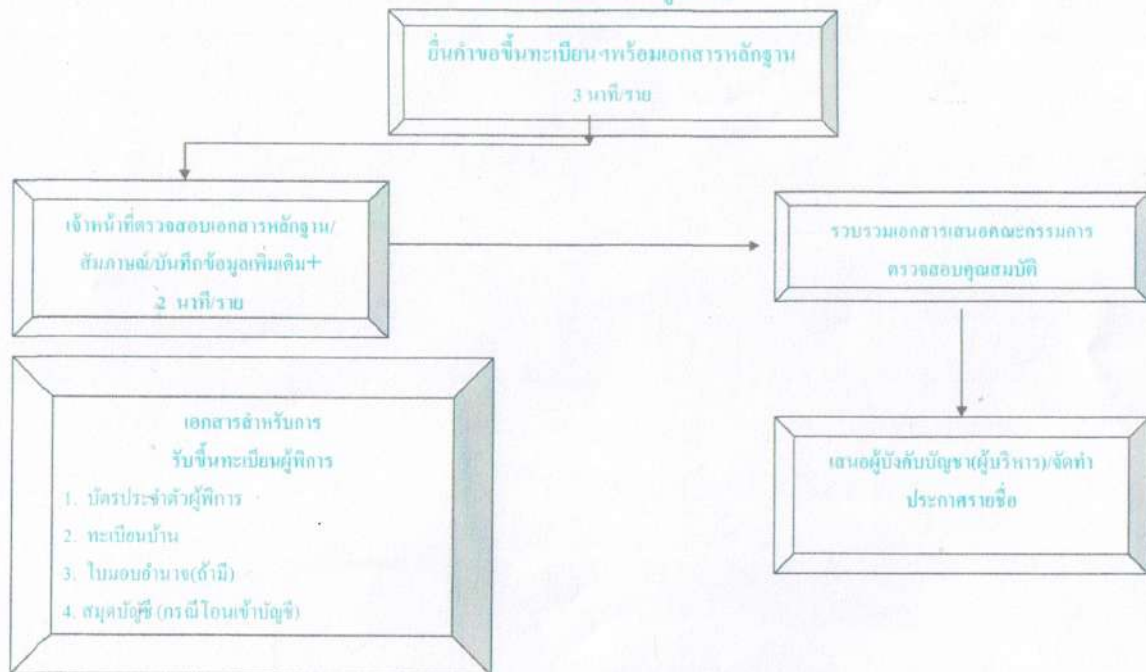 ยื่นคำขอขึ้นทะเบียนฯพร้อมเอกสารหลักฐาน
3 นาที/ราย
เจ้าหน้าที่ตรวจสอบเอกสารหลักฐาน/
สัมภาษณ์/บันทึกข้อมูลเพิ่มเติม+
2 นาที/ราย
รวบรวมเอกสารเสนอคณะกรรมการ
ตรวจสอบคุณสมบัติ
เอกสารสำหรับการ
รับขึ้นทะเบียนผู้พิการ
1. บัตรประจำตัวผู้พิการ
2. ทะเบียนบ้าน
3. ใบมอบอำนาจ(ถ้ามี)
4. สมุดบัญชี (กรณีโอนเข้าบัญชี)
เสนอผู้บังคับบัญชา(ผู้บริหาร)/จัดทำ
ประกาศรายชื่อ